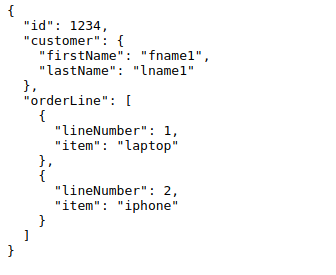 {
  "id": 1234,
  "customer": {
    "firstName": "fname1",
    "lastName": "lname1"
  },
  "orderLine": [
    {
      "lineNumber": 1,
      "item": "laptop"
    },
    {
      "lineNumber": 2,
      "item": "iphone"
    }
  ]
}